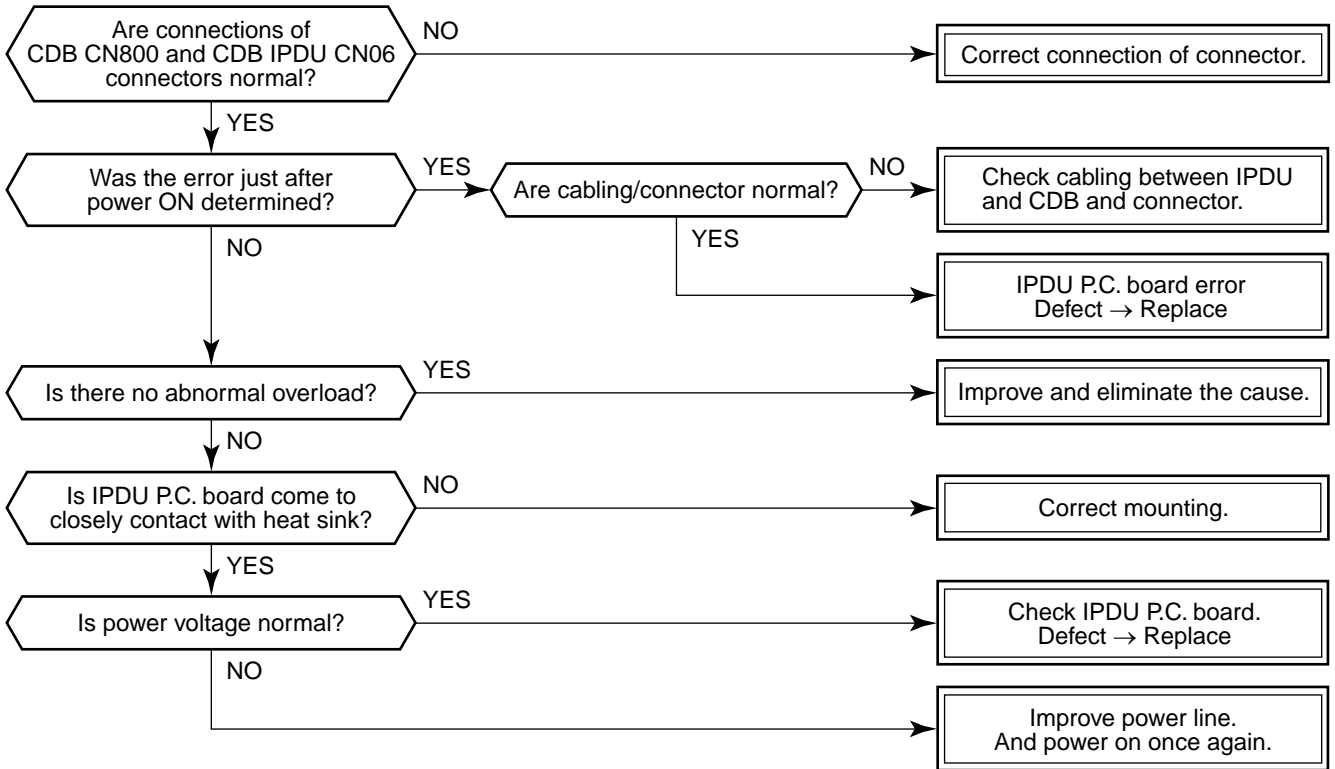 Are connections of
CDB CN800 and CDB IPDU CN06
connectors normal?
NO
Correct connection of connector.
YES
Was the error just after
power ON determined?
YES
Are cabling/connector normal?
NO
Check cabling between IPDU
and CDB and connector.
NO
YES
IPDU P.C. board error
Defect → Replace
Is there no abnormal overload?
YES
Improve and eliminate the cause.
NO
Is IPDU P.C. board come to
closely contact with heat sink?
NO
Correct mounting.
YES
Is power voltage normal?
YES
Check IPDU P.C. board.
Defect → Replace
NO
Improve power line.
And power on once again.